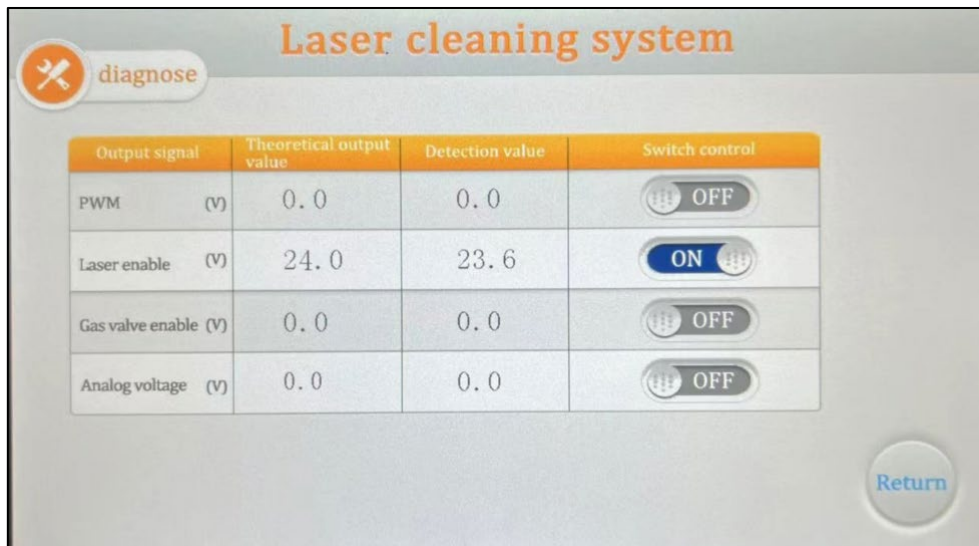 Laser cleaning system
diagnose
Output signal
Theoretical output
value
Detection value
Switch control
PWM (V) 0.0 0.0 OFF
Laser enable (V) 24.0 23.6 ON
Gas valve enable (V) 0.0 0.0 OFF
Analog voltage (V) 0.0 0.0 OFF
Return